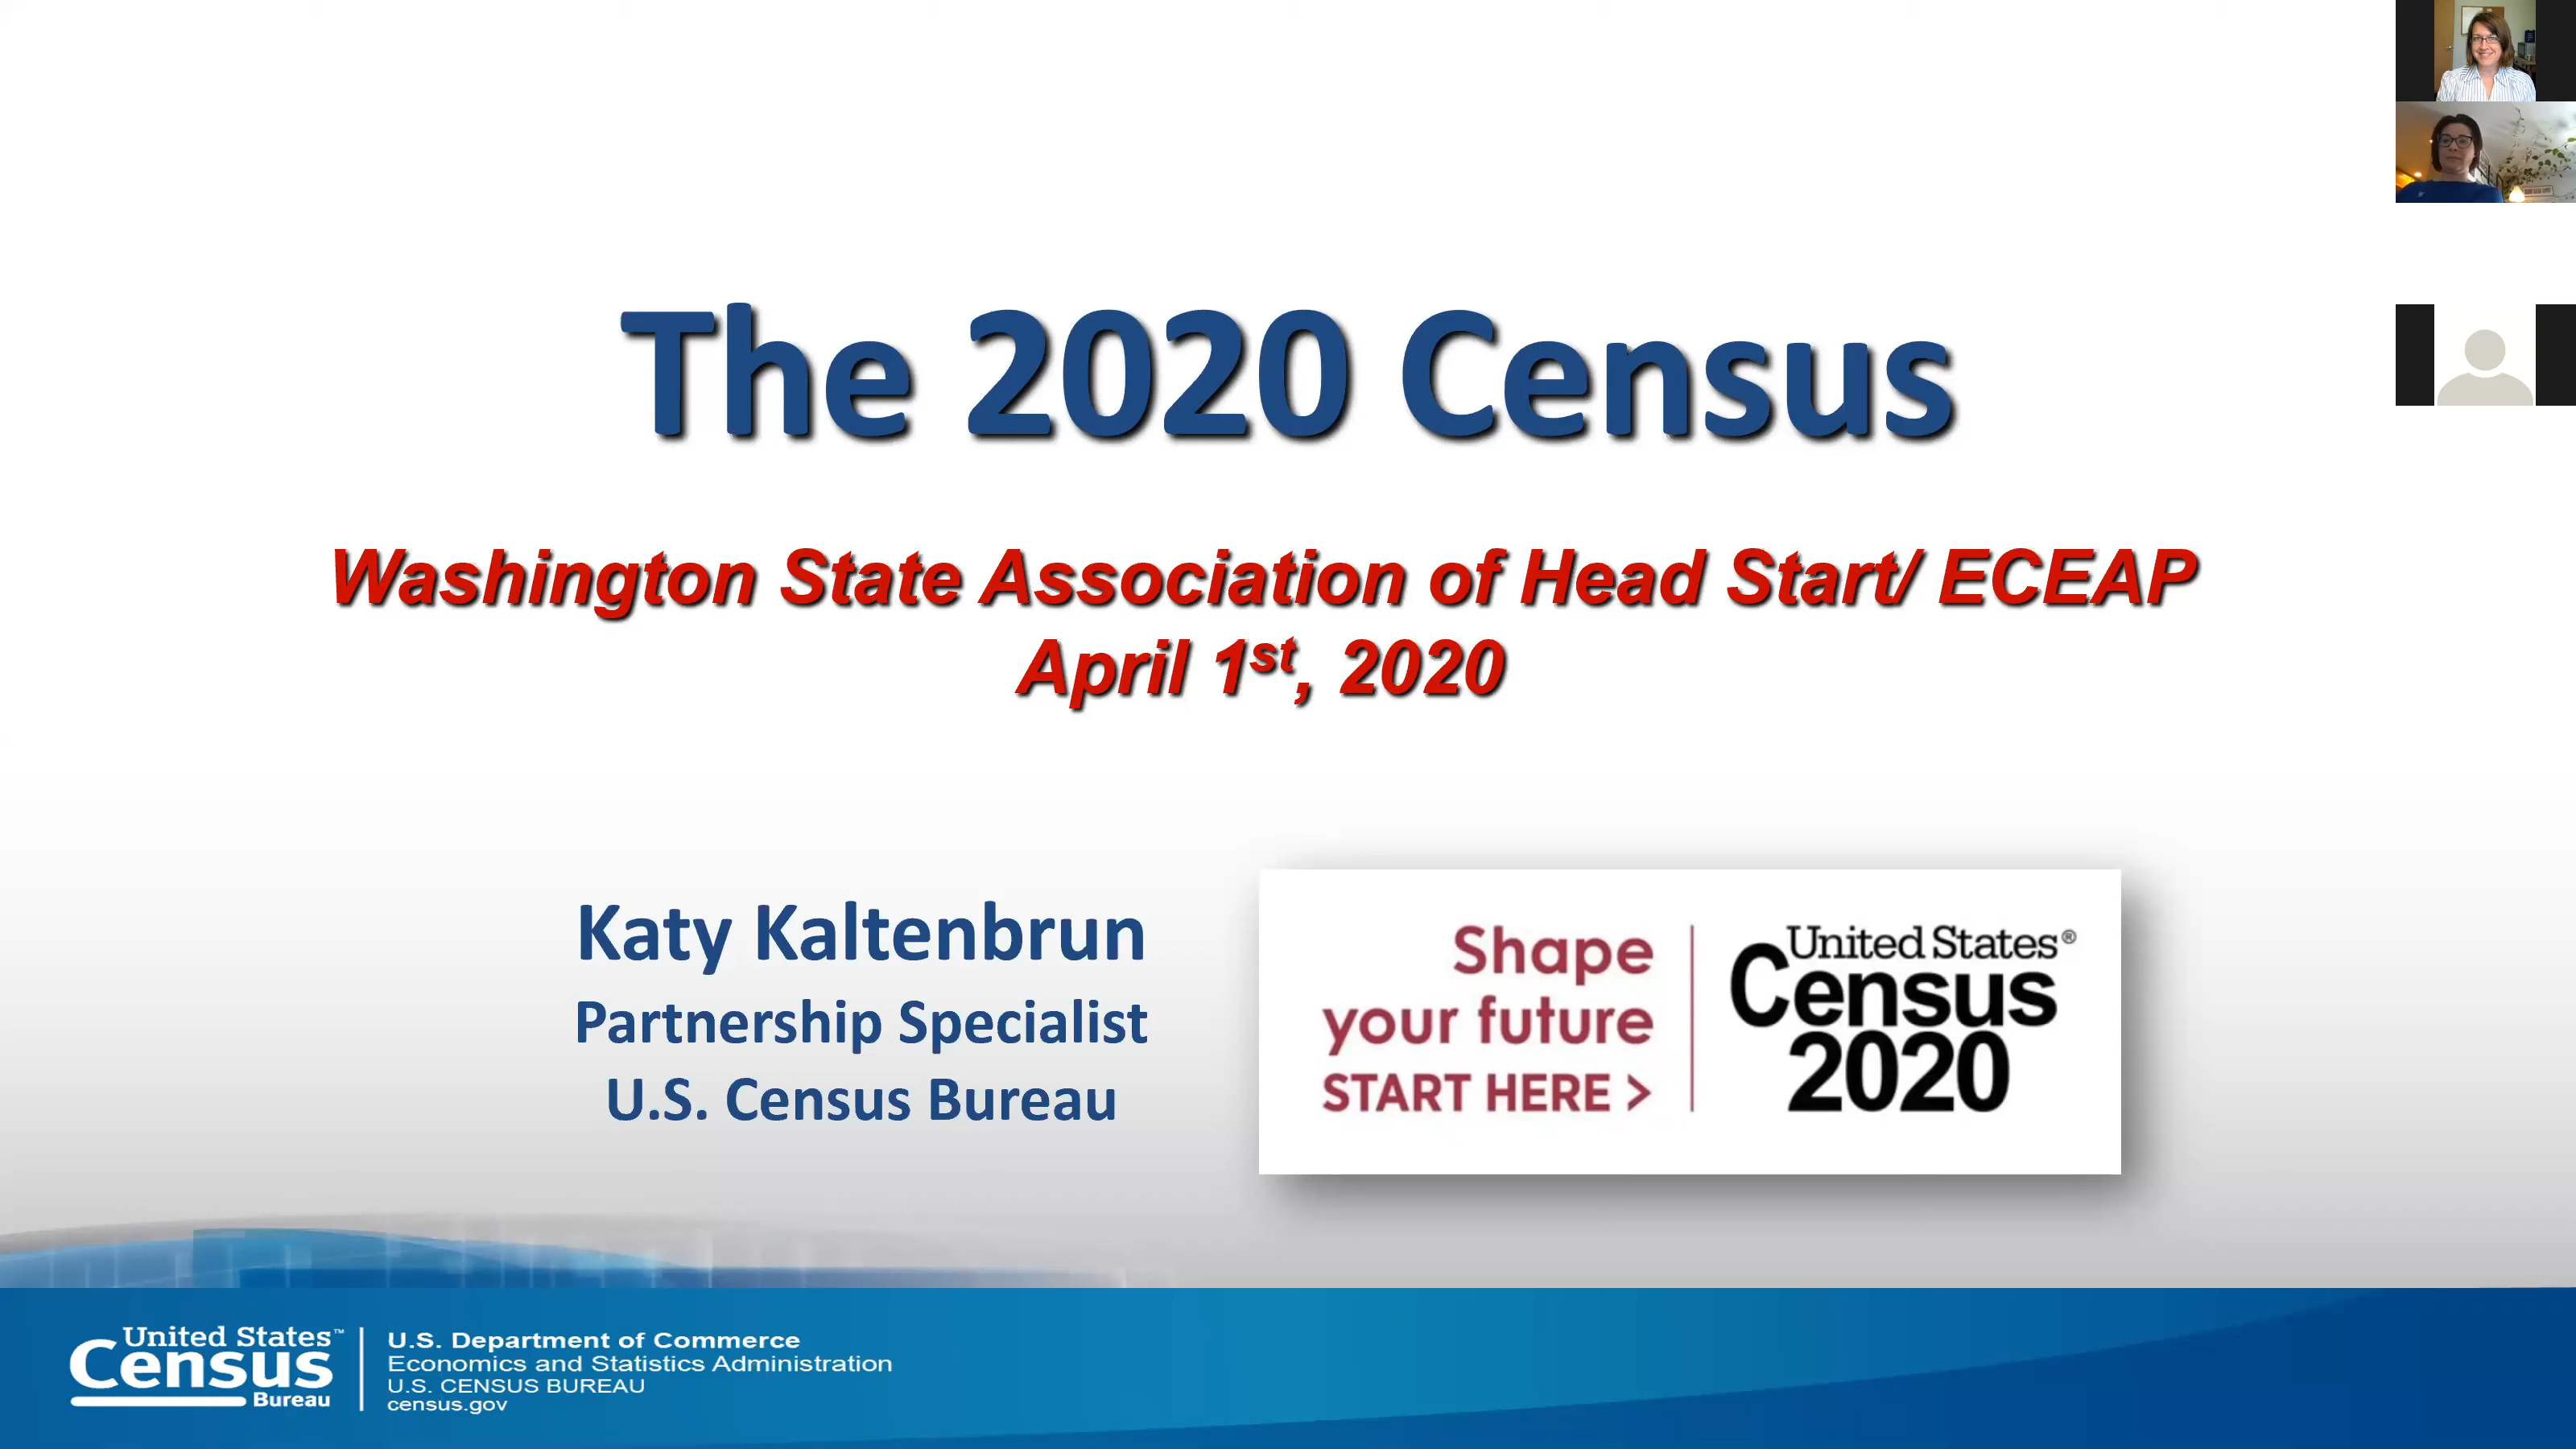 The 2020 Census
Washington State Association of Head Start/ ECEAP
April 1st, 2020
Katy Kaltenbrun
Partnership Specialist
U.S. Census Bureau
Shape
your future
START HERE >
United States®
Census
2020
United States™
Census
Bureau
U.S. Department of Commerce
Economics and Statistics Administration
U.S. CENSUS BUREAU
census.gov